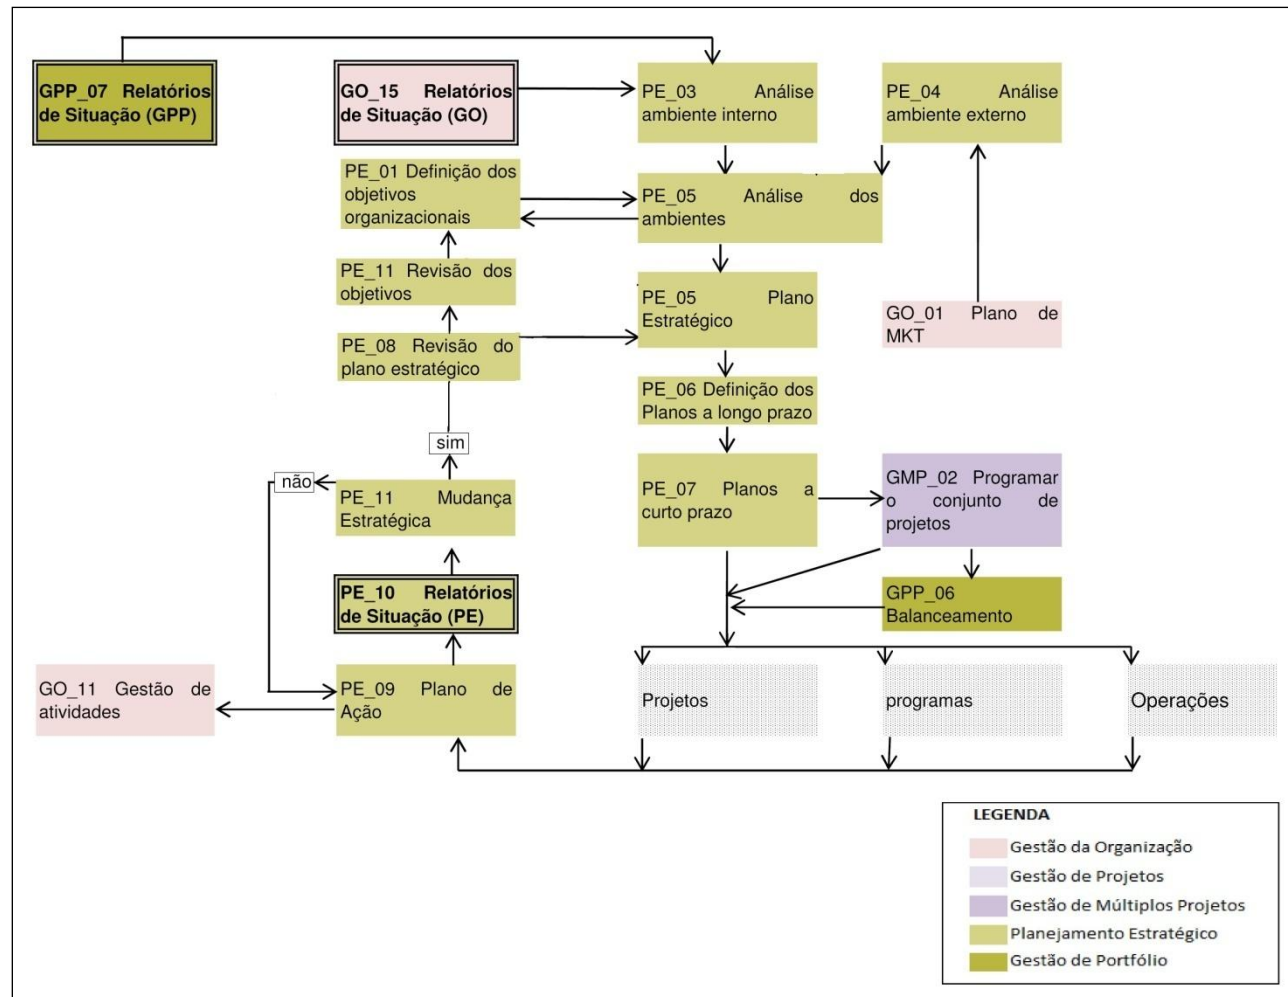 GPP_07 Relatórios
de Situação (GPP)
GO_15 Relatórios
de Situação (GO)
PE_03 Análise
ambiente interno
PE_04 Análise
ambiente externo
PE_01 Definição dos
objetivos
organizacionais
PE_05 Análise dos
ambientes
PE_11 Revisão dos
objetivos
PE_05 Plano
Estratégico
GO_01 Plano de
MKT
PE_08 Revisão do
plano estratégico
PE_06 Definição dos
Planos a longo prazo
sim
não
PE_11 Mudança
Estratégica
PE_07 Planos a
curto prazo
GMP_02 Programar
o conjunto de
projetos
PE_10 Relatórios
de Situação (PE)
GPP_06
Balanceamento
GO_11 Gestão de
atividades
PE_09 Plano de
Ação
Projetos
programas
Operações
LEGENDA
Gestão da Organização
Gestão de Projetos
Gestão de Múltiplos Projetos
Planejamento Estratégico
Gestão de Portfólio